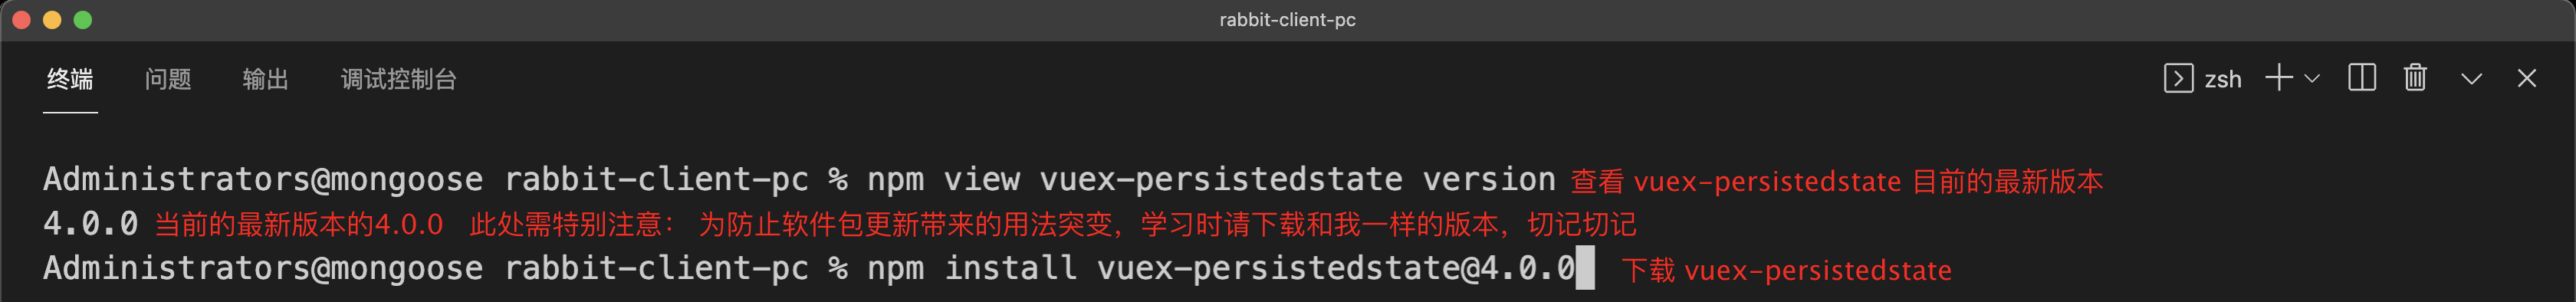 rabbit-client-pc
终端 问题 输出 调试控制台 zsh
Administrators@mongoose rabbit-client-pc % npm view vuex-persistedstate version 查看 vuex-persistedstate 目前的最新版本
4.0.0 当前的最新版本的4.0.0 此处需特别注意： 为防止软件包更新带来的用法突变，学习时请下载和我一样的版本，切记切记
Administrators@mongoose rabbit-client-pc % npm install vuex-persistedstate@4.0.0 下载 vuex-persistedstate